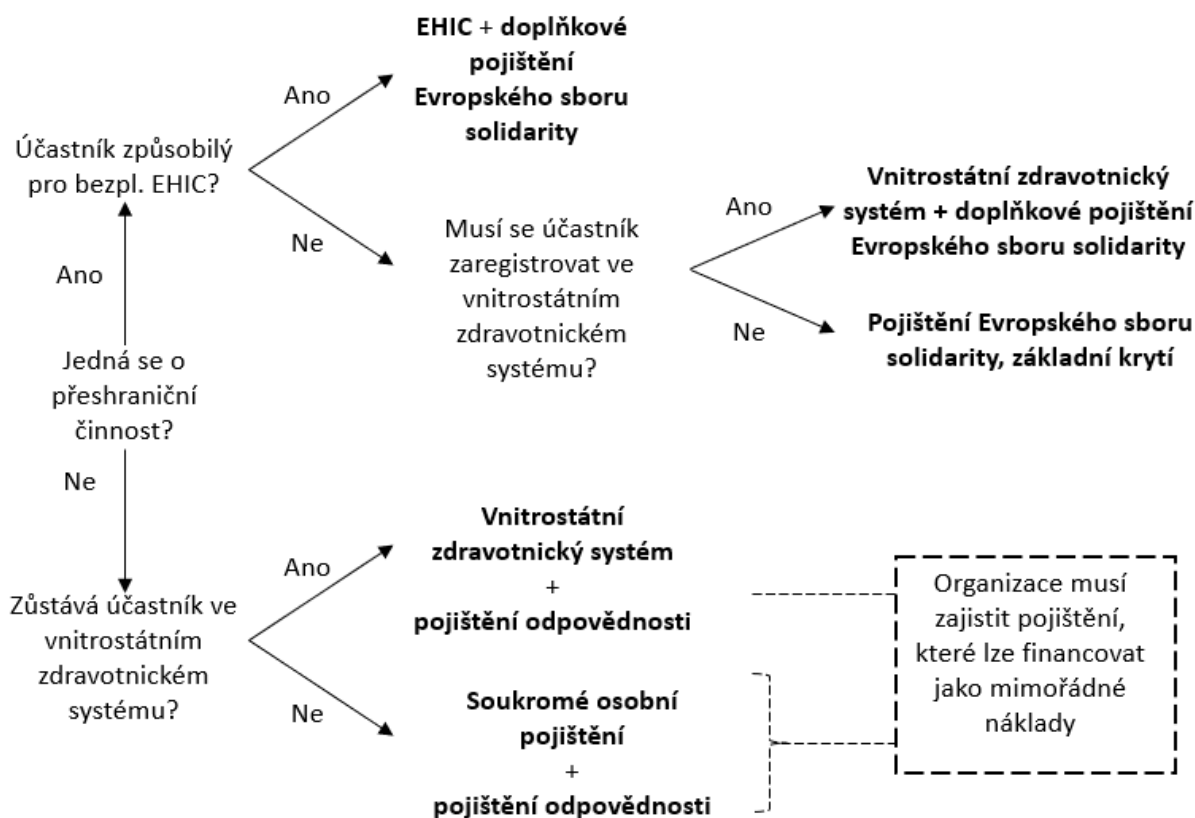 EHIC + doplňkové
pojištění
Evropského sboru
solidarity
Ano
Účastník způsobilý
pro bezpl. EHIC?
Ne
Musí se účastník
zaregistrovat ve
vnitrostátním
zdravotnickém
systému?
Ano
Vnitrostátní zdravotnický
systém + doplňkové pojištění
Evropského sboru solidarity
Ne
Pojištění Evropského sboru
solidarity, základní krytí
Ano
Jedná se o
přeshraniční
činnost?
Ne
Zůstává účastník ve
vnitrostátním
zdravotnickém
systému?
Ano
Vnitrostátní
zdravotnický systém
+
pojištění odpovědnosti
Ne
Soukromé osobní
pojištění
+
pojištění odpovědnosti
Organizace musí
zajistit pojištění,
které lze financovat
jako mimořádné
náklady